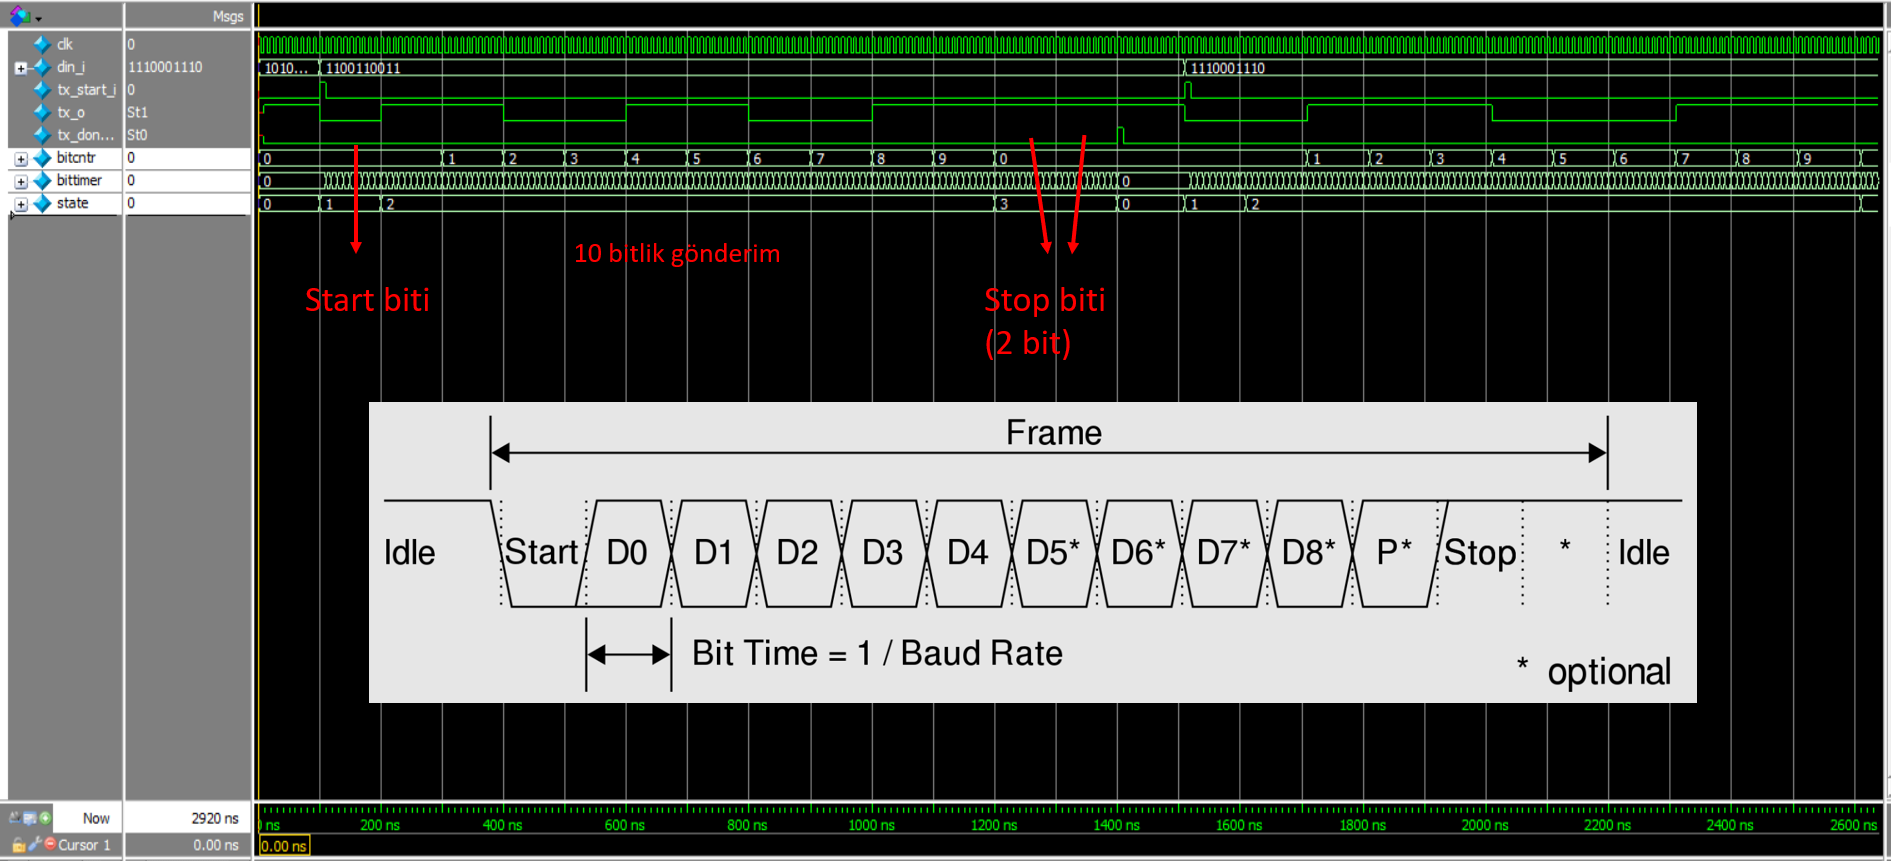 Msgs
clk 0
din_i 1110001110 1010... 1100110011 1110001110
tx_start_i 0
tx_o St1
tx_don... St0
bitcntr 0 0 1 2 3 4 5 6 7 8 9 0 1 2 3 4 5 6 7 8 9
bittimer 0 0 0
state 0 0 1 2 3 0 1 2
10 bitlik gönderim
Start biti
Stop biti
(2 bit)
Frame
Idle Start D0 D1 D2 D3 D4 D5* D6* D7* D8* P* Stop * Idle
Bit Time = 1 / Baud Rate
* optional
Now 2920 ns
ns 200 ns 400 ns 600 ns 800 ns 1000 ns 1200 ns 1400 ns 1600 ns 1800 ns 2000 ns 2200 ns 2400 ns 2600 ns
Cursor 1 0.00 ns 0.00 ns